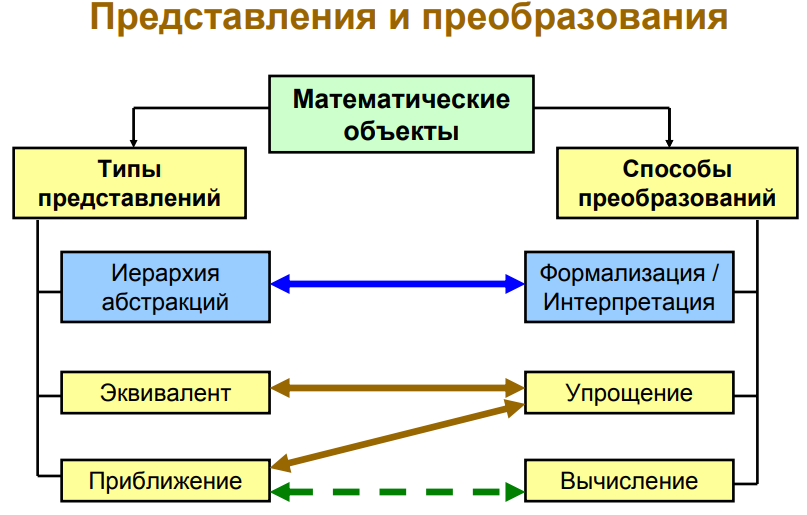 Представления и преобразования
Математические
объекты
Типы
представлений
Способы
преобразований
Иерархия
абстракций
Формализация /
Интерпретация
Эквивалент
Упрощение
Приближение
Вычисление